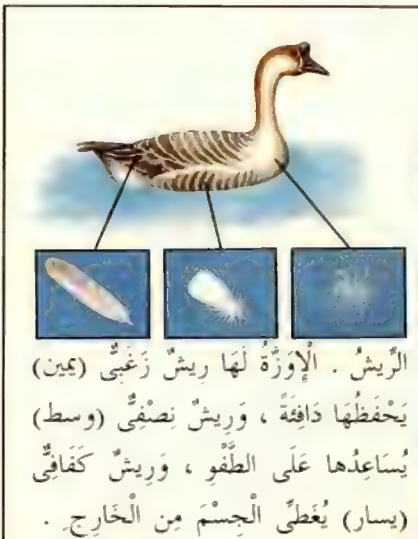 الرِّيشُ . الْإِوَزَّةُ لَهَا رِيشٌ زَغَبِىٌّ (يمين)
يَحْفَظُهَا دَافِئَةً ، وَرِيشٌ نِصْفِىٌّ (وسط)
يُسَاعِدُها عَلَى الطَّفْوِ ، وَرِيشٌ كَفَافِىٌّ
(يسار) يُغَطِّى الْجِسْمَ مِن الْخَارِجِ .